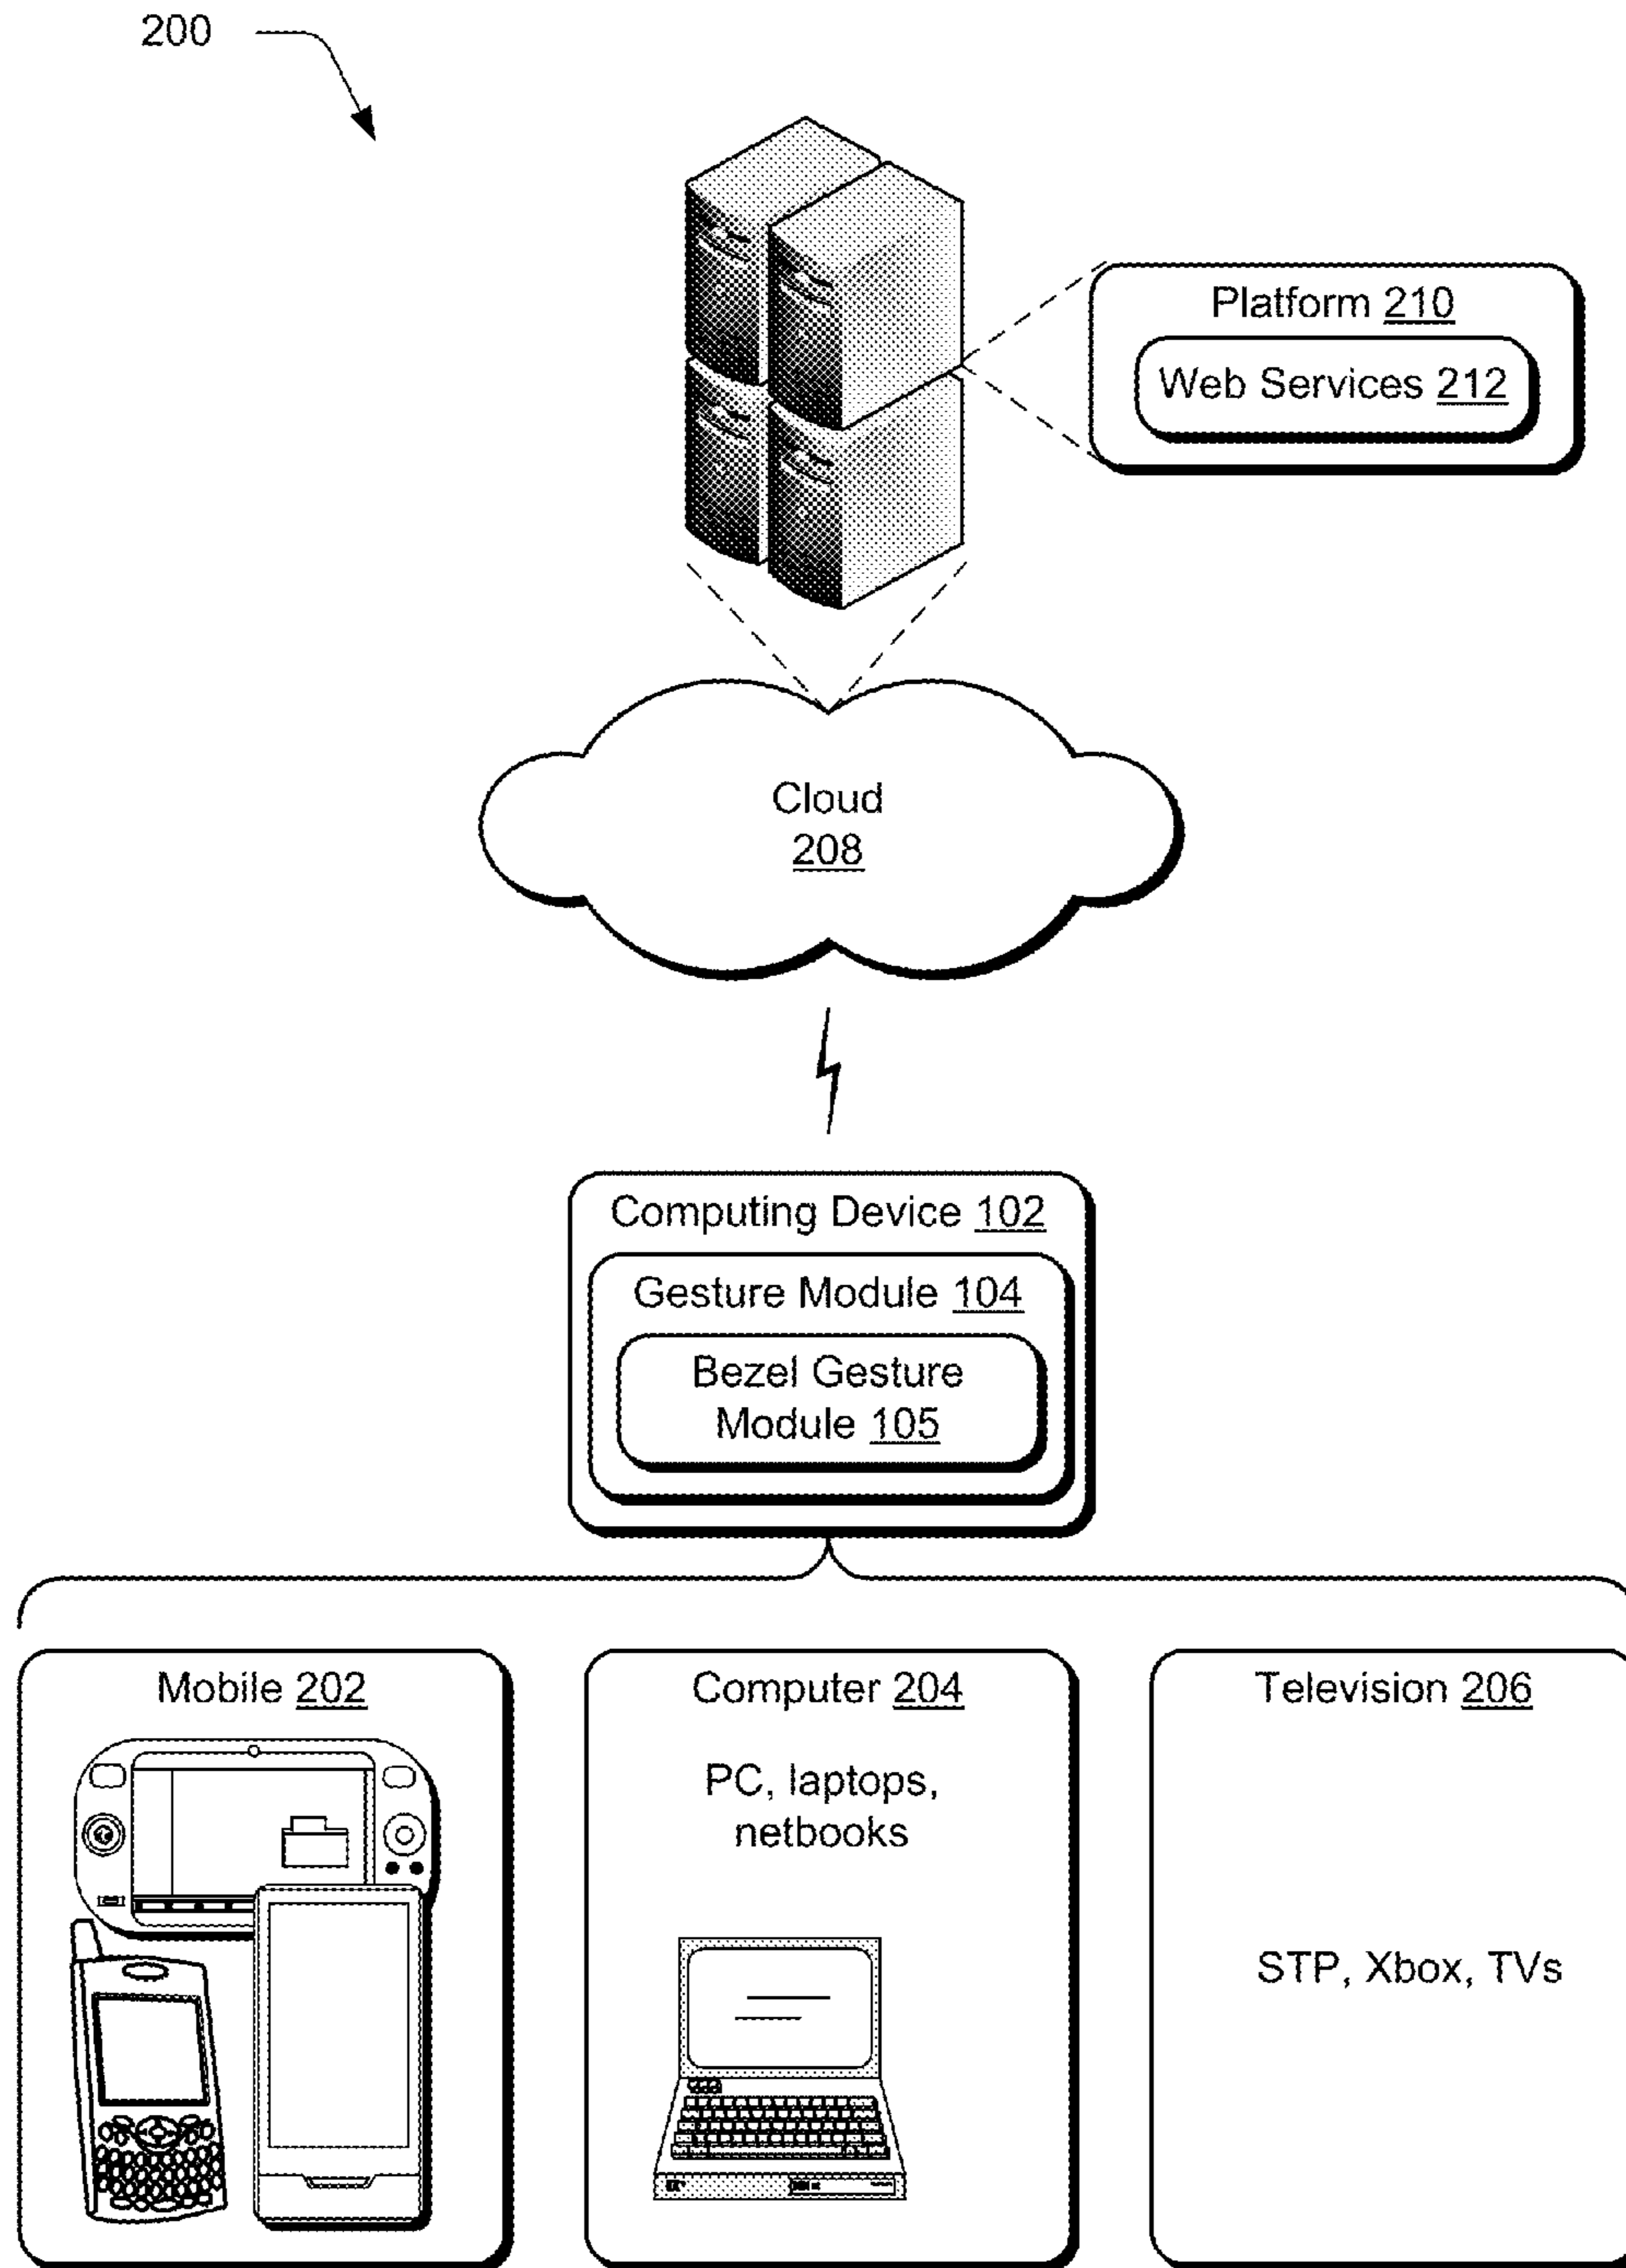 200
Platform 210
Web Services 212
Cloud
208
Computing Device 102
Gesture Module 104
Bezel Gesture
Module 105
Mobile 202
Computer 204
PC, laptops,
netbooks
Television 206
STP, Xbox, TVs